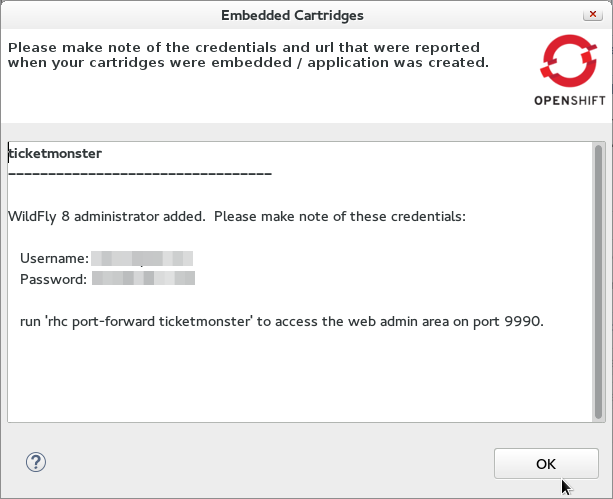 Embedded Cartridges
Please make note of the credentials and url that were reported
when your cartridges were embedded / application was created.
OPENSHIFT
ticketmonster
---------------------------------
WildFly 8 administrator added.  Please make note of these credentials:
Username:
Password:
run 'rhc port-forward ticketmonster' to access the web admin area on port 9990.
?
OK